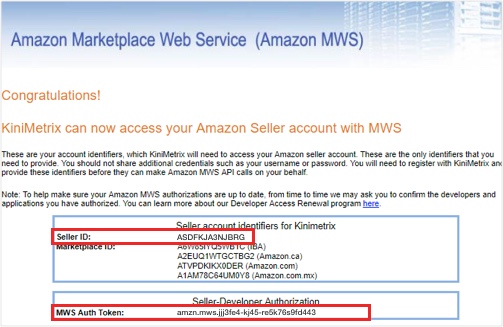 Amazon Marketplace Web Service (Amazon MWS)
Congratulations!
KiniMetrix can now access your Amazon Seller account with MWS
These are your account identifiers, which KiniMetrix will need to access your Amazon seller account. These are the only identifiers that you
need to provide. You should not share additional credentials such as your username or password. You will need to register with KiniMetrix and
provide these identifiers before they can make Amazon MWS API calls on your behalf.
Note: To help make sure your Amazon MWS authorizations are up to date, from time to time we may ask you to confirm the developers and
applications you have authorized. You can learn more about our Developer Access Renewal program here.
Seller account identifiers for Kinimetrix
Seller ID: ASDFKJA3NJBRG
Marketplace ID: (IBA)
A2EUQ1WTGCTBG2 (Amazon.ca)
ATVPDKIKX0DER (Amazon.com)
A1AM78C64UM0Y8 (Amazon.com.mx)
Seller-Developer Authorization
MWS Auth Token: amzn.mws.jjj3fe4-kj45-re5k76s9fd443